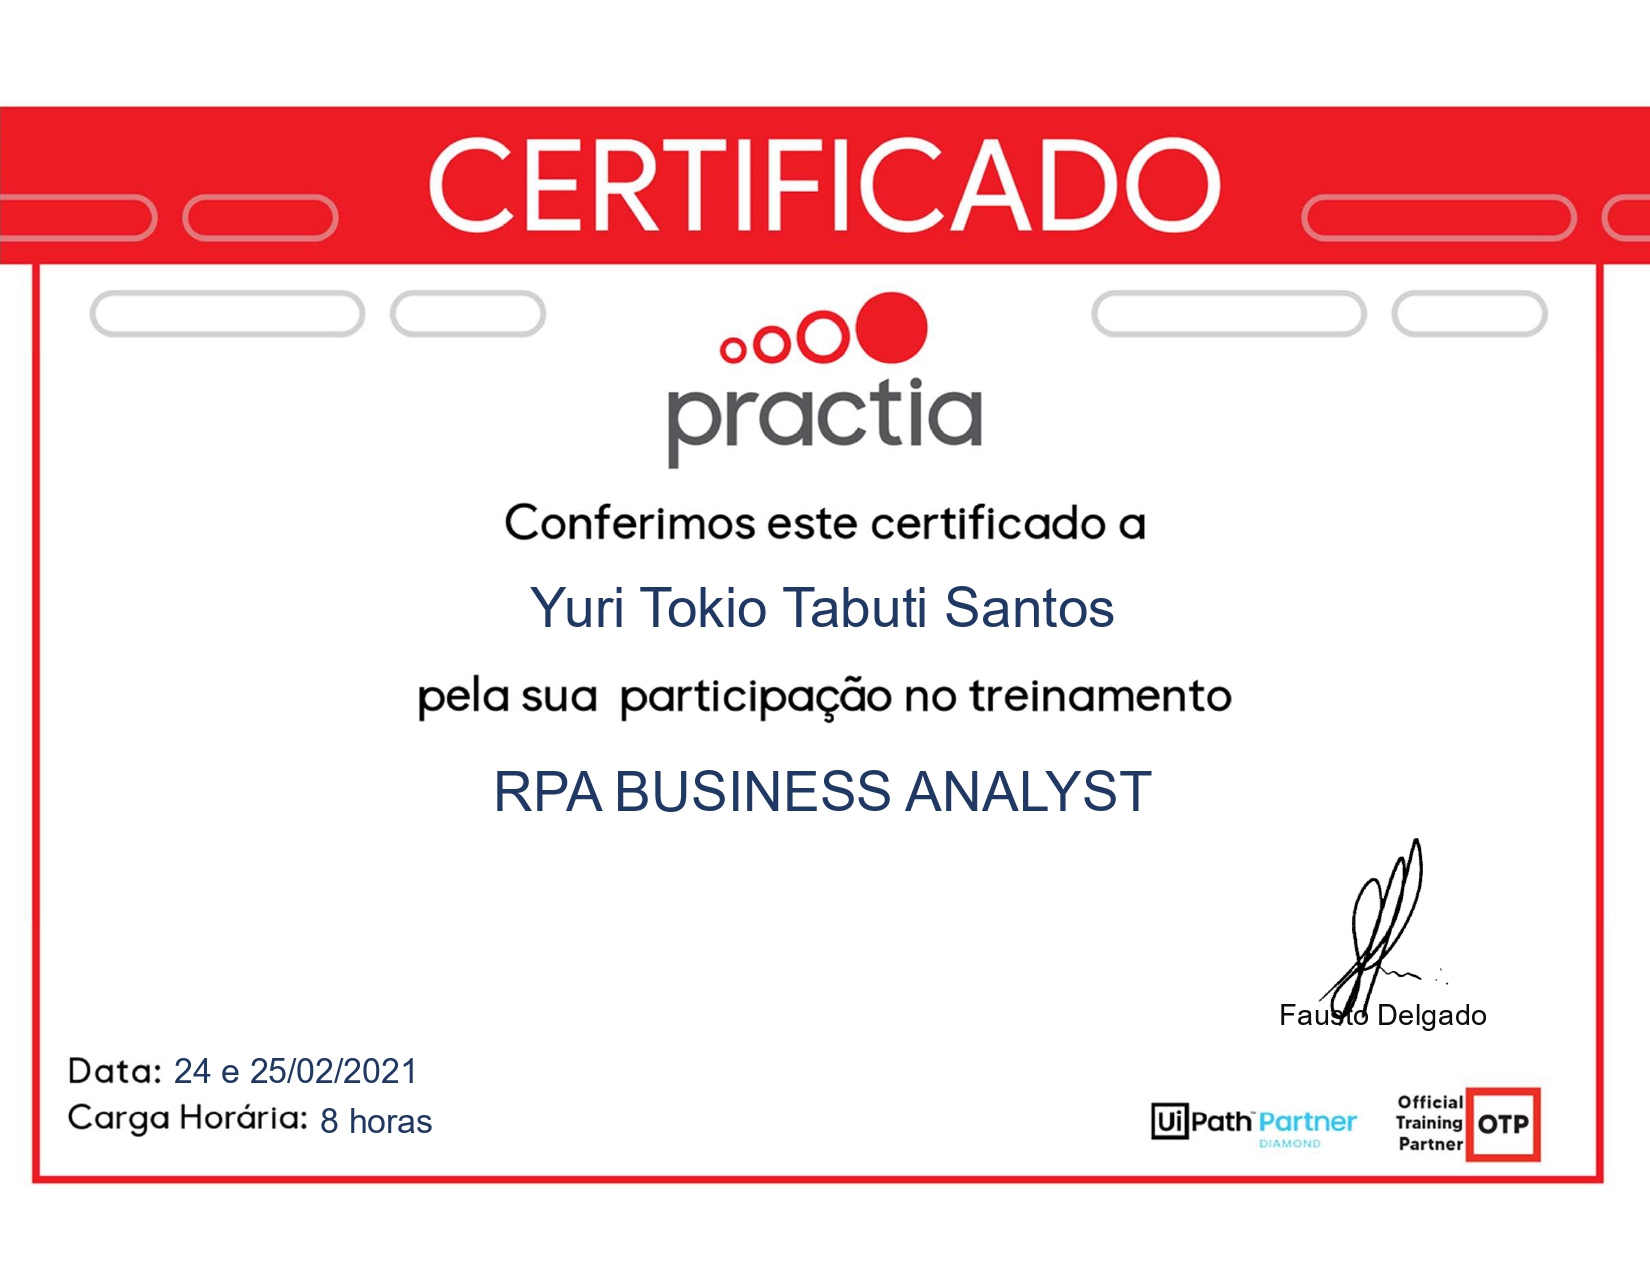 CERTIFICADO
practia
Conferimos este certificado a
Yuri Tokio Tabuti Santos
pela sua participação no treinamento
RPA BUSINESS ANALYST
Fausto Delgado
Data: 24 e 25/02/2021
Carga Horária: 8 horas
UiPath™ Partner
DIAMOND
Official
Training
Partner
OTP